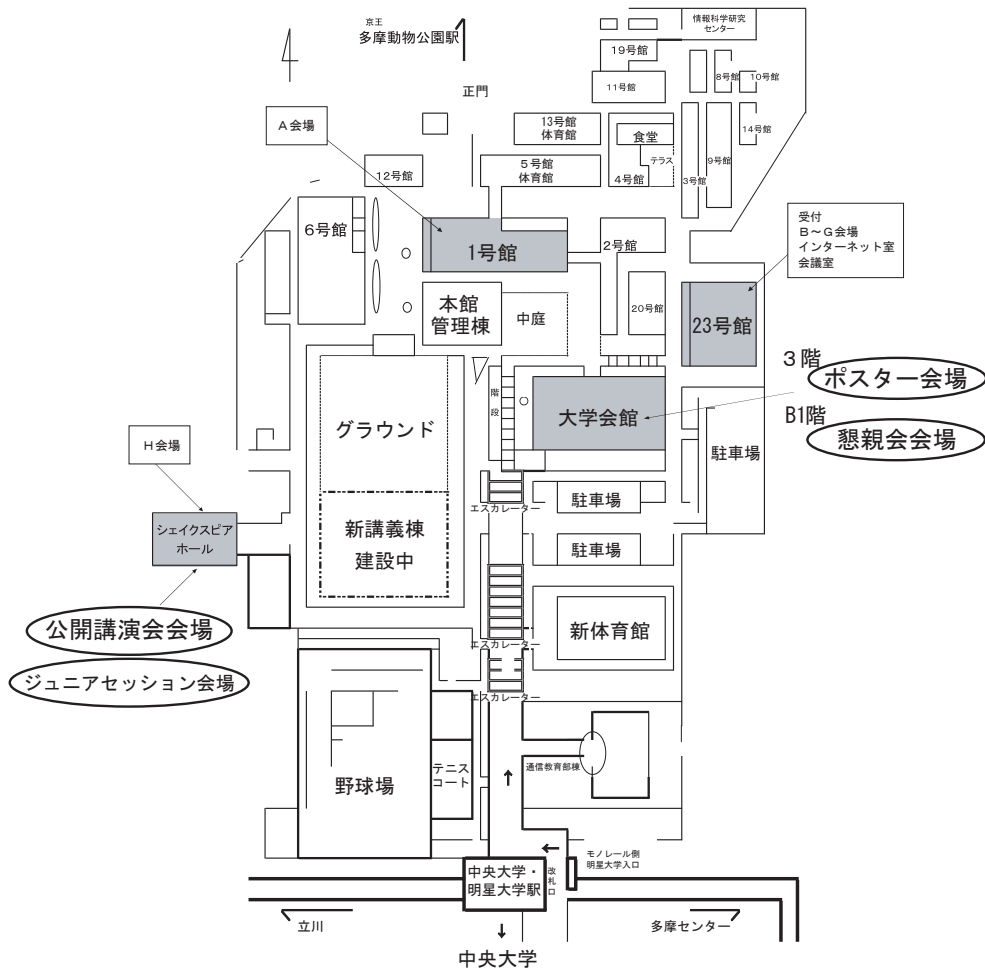 京王
多摩動物公園駅
情報科学研究
センター
19号館
11号館
8号館
10号館
正門
A会場
13号館
体育館
食堂
テラス
14号館
12号館
5号館
体育館
4号館
3号館
9号館
6号館
1号館
2号館
受付
B～G会場
インターネット室
会議室
本館
管理棟
中庭
20号館
23号館
3階
ポスター会場
階段
大学会館
B1階
懇親会会場
グラウンド
H会場
駐車場
エスカレーター
駐車場
シェイクスピア
ホール
新講義棟
建設中
駐車場
公開講演会会場
新体育館
エスカレーター
ジュニアセッション会場
エスカレーター
野球場
テニス
コート
通信教育部棟
モノレール側
明星大学入口
中央大学・
明星大学駅
改札口
立川
多摩センター
中央大学